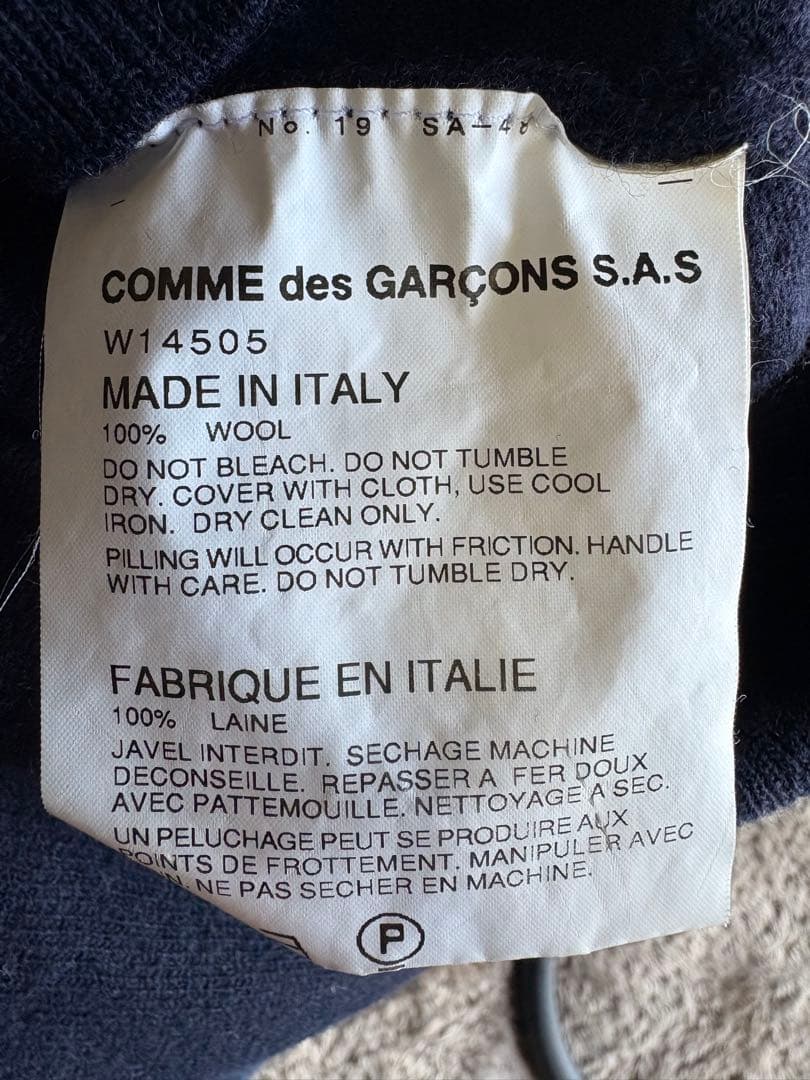 No. 19 SA-48
COMME des GARÇONS S.A.S
W14505
MADE IN ITALY
100% WOOL
DO NOT BLEACH. DO NOT TUMBLE
DRY. COVER WITH CLOTH, USE COOL
IRON. DRY CLEAN ONLY.
PILLING WILL OCCUR WITH FRICTION. HANDLE
WITH CARE. DO NOT TUMBLE DRY.
FABRIQUE EN ITALIE
100% LAINE
JAVEL INTERDIT. SECHAGE MACHINE
DECONSEILLE. REPASSER A FER DOUX
AVEC PATTEMOUILLE. NETTOYAGE A SEC.
UN PELUCHAGE PEUT SE PRODUIRE AUX
POINTS DE FROTTEMENT. MANIPULER AVEC
NE PAS SECHER EN MACHINE.
P